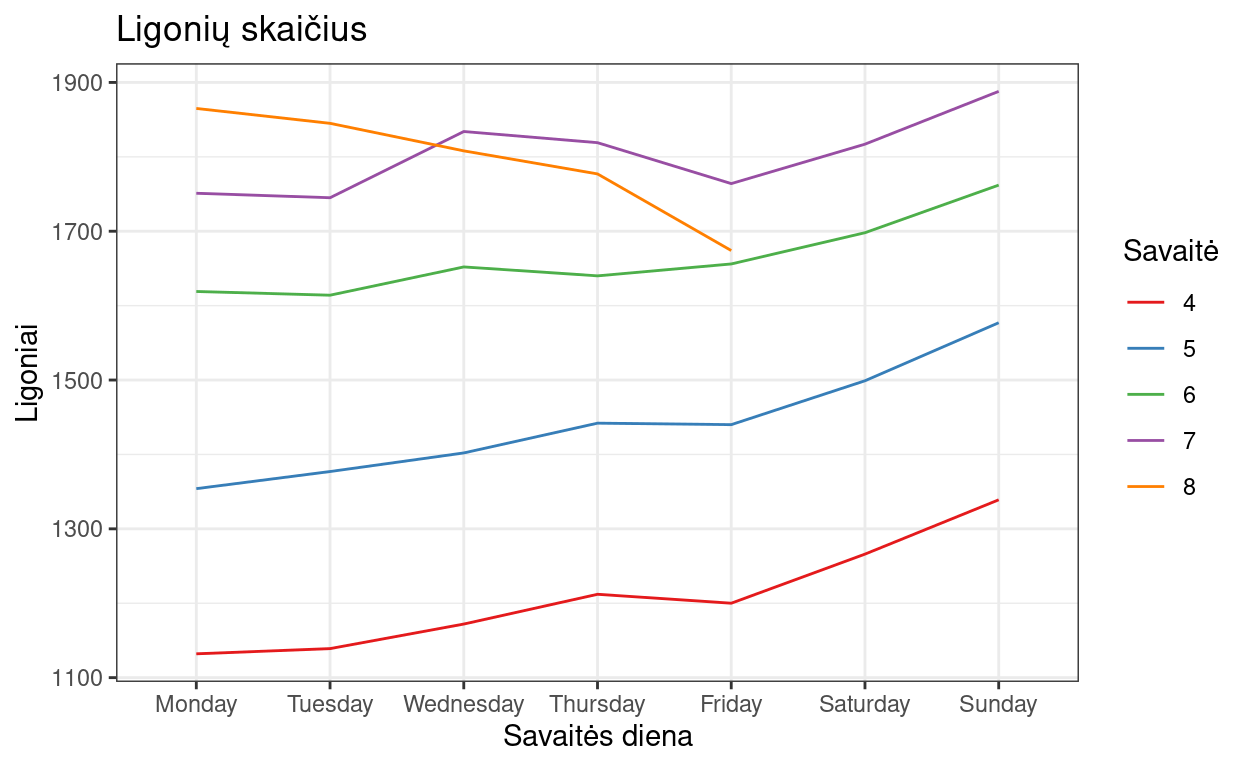 Ligonių skaičius
1900
1700
1500
1300
1100
Ligoniai
Monday Tuesday Wednesday Thursday Friday Saturday Sunday
Savaitės diena
Savaitė
4
5
6
7
8